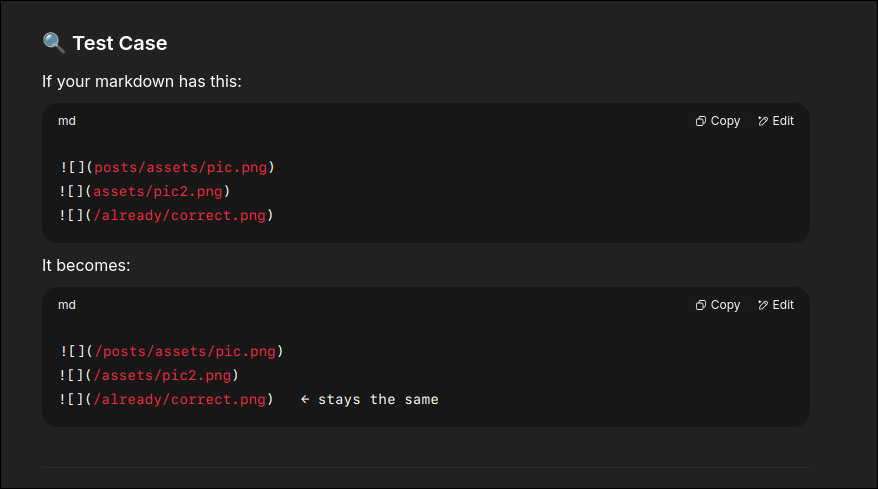 🔍 Test Case
If your markdown has this:
md
Copy
Edit
![](posts/assets/pic.png)
![](assets/pic2.png)
![](/already/correct.png)
It becomes:
md
Copy
Edit
![](/posts/assets/pic.png)
![](/assets/pic2.png)
![](/already/correct.png)   ← stays the same